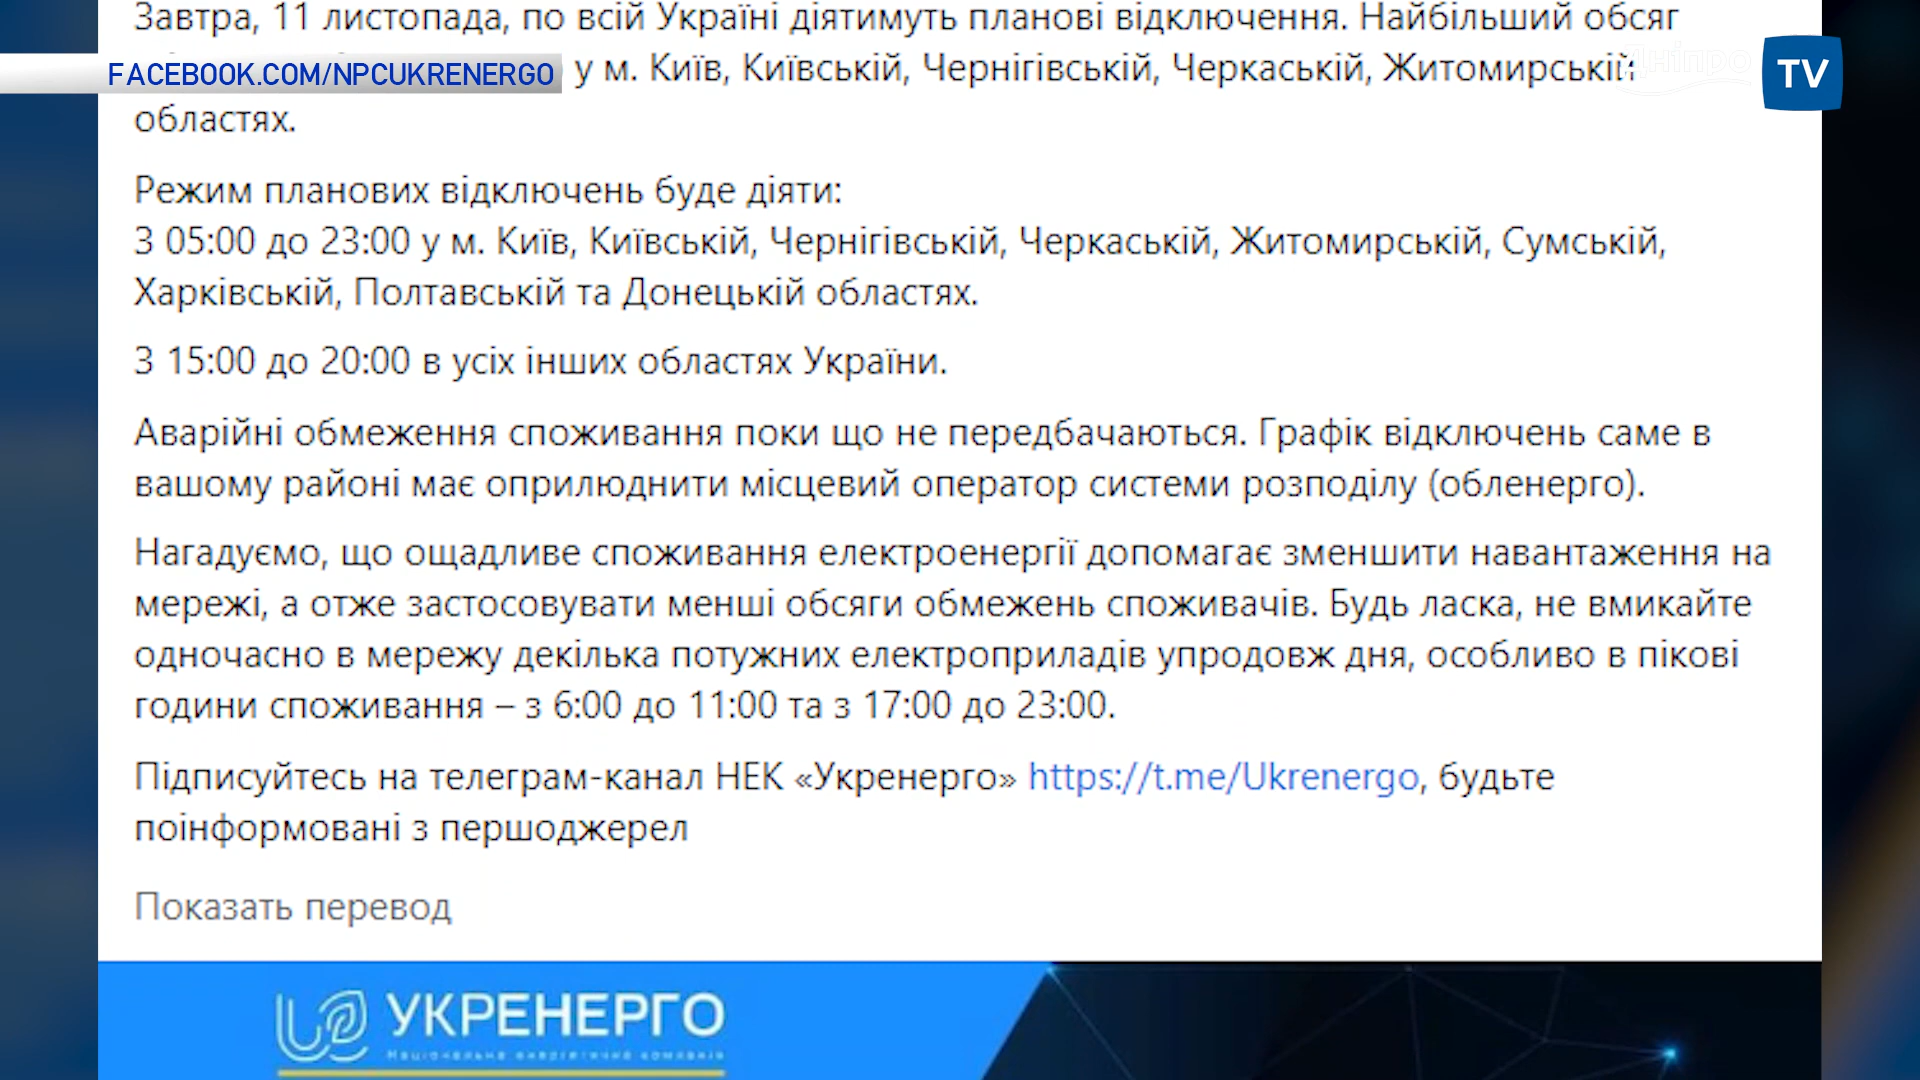 Завтра, 11 листопада, по всій Україні діятимуть планові відключення. Найбільший обсяг
FACEBOOK.COM/NPCUKRENERGO
у м. Київ, Київській, Чернігівській, Черкаській, Житомирській
Дніпро TV
областях.
Режим планових відключень буде діяти:
З 05:00 до 23:00 у м. Київ, Київській, Чернігівській, Черкаській, Житомирській, Сумській,
Харківській, Полтавській та Донецькій областях.
З 15:00 до 20:00 в усіх інших областях України.
Аварійні обмеження споживання поки що не передбачаються. Графік відключень саме в
вашому районі має оприлюднити місцевий оператор системи розподілу (обленерго).
Нагадуємо, що ощадливе споживання електроенергії допомагає зменшити навантаження на
мережі, а отже застосовувати менші обсяги обмежень споживачів. Будь ласка, не вмикайте
одночасно в мережу декілька потужних електроприладів упродовж дня, особливо в пікові
години споживання – з 6:00 до 11:00 та з 17:00 до 23:00.
Підписуйтесь на телеграм-канал НЕК «Укренерго» https://t.me/Ukrenergo, будьте
поінформовані з першоджерел
Показать перевод
УКРЕНЕРГО
Національна енергетична компанія